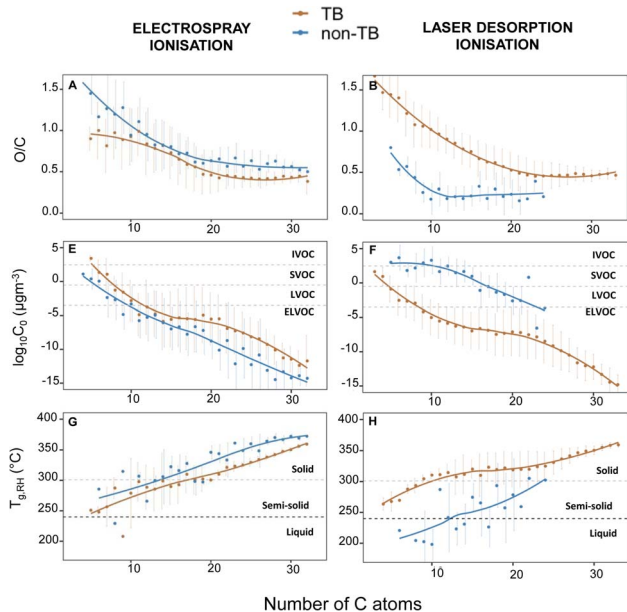 TB
non-TB
ELECTROSPRAY
IONISATION
LASER DESORPTION
IONISATION
A
1.5
1.0
0.5
0.0
O/C
10
20
30
B
1.5
1.0
0.5
0.0
10
20
30
E
5
0
-5
-10
-15
log10C0 (µgm-3)
IVOC
SVOC
LVOC
ELVOC
10
20
30
F
5
0
-5
-10
-15
IVOC
SVOC
LVOC
ELVOC
10
20
30
G
400
350
300
250
200
Tg,RH (°C)
Solid
Semi-solid
Liquid
10
20
30
H
400
350
300
250
200
Solid
Semi-solid
Liquid
10
20
30
Number of C atoms